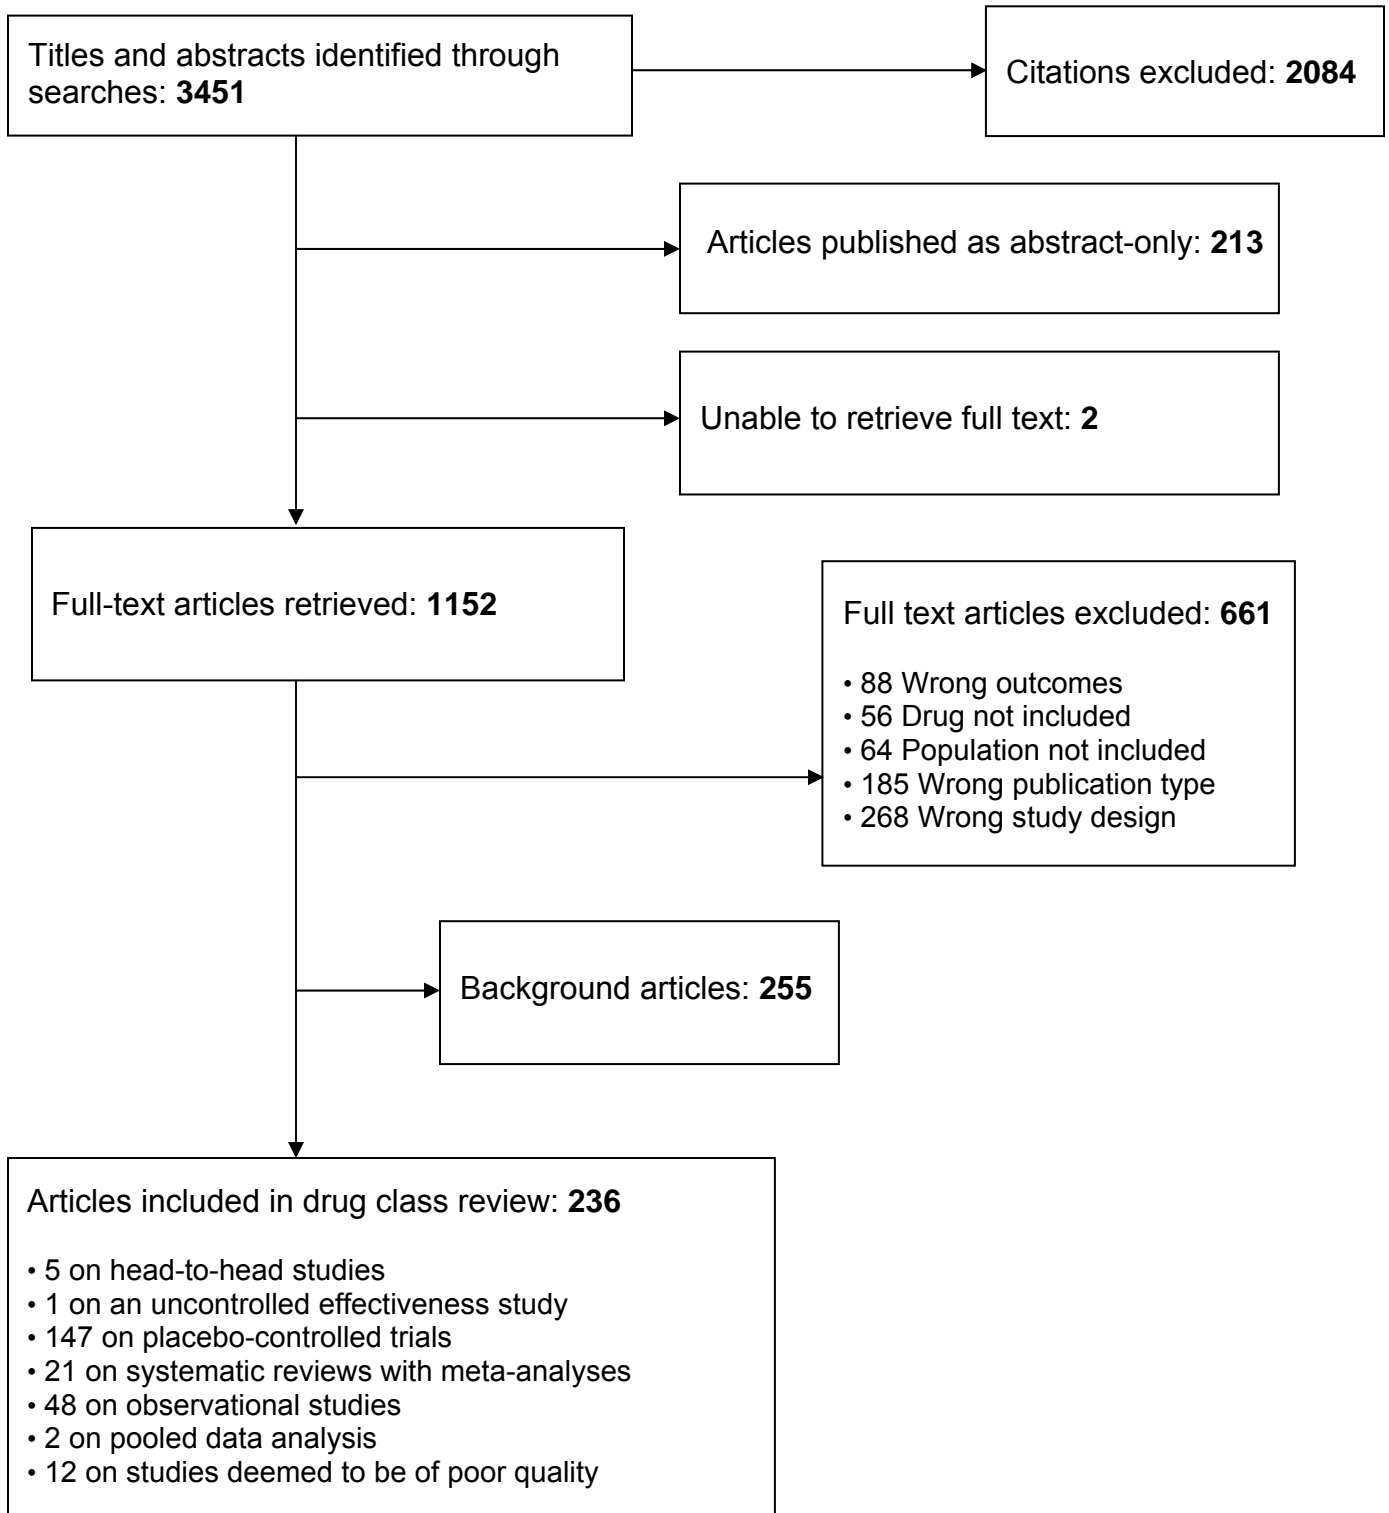 Titles and abstracts identified through
searches: 3451
Citations excluded: 2084
Articles published as abstract-only: 213
Unable to retrieve full text: 2
Full-text articles retrieved: 1152
Full text articles excluded: 661
• 88 Wrong outcomes
• 56 Drug not included
• 64 Population not included
• 185 Wrong publication type
• 268 Wrong study design
Background articles: 255
Articles included in drug class review: 236
• 5 on head-to-head studies
• 1 on an uncontrolled effectiveness study
• 147 on placebo-controlled trials
• 21 on systematic reviews with meta-analyses
• 48 on observational studies
• 2 on pooled data analysis
• 12 on studies deemed to be of poor quality